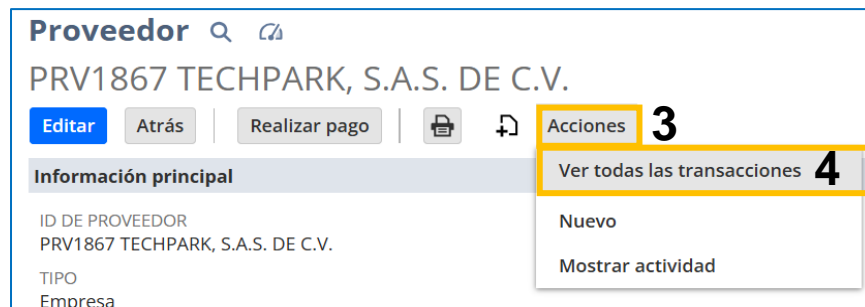 Proveedor
PRV1867 TECHPARK, S.A.S. DE C.V.
Editar Atrás Realizar pago Acciones 3
Ver todas las transacciones 4
Nuevo
Mostrar actividad
Información principal
ID DE PROVEEDOR
PRV1867 TECHPARK, S.A.S. DE C.V.
TIPO
Empresa